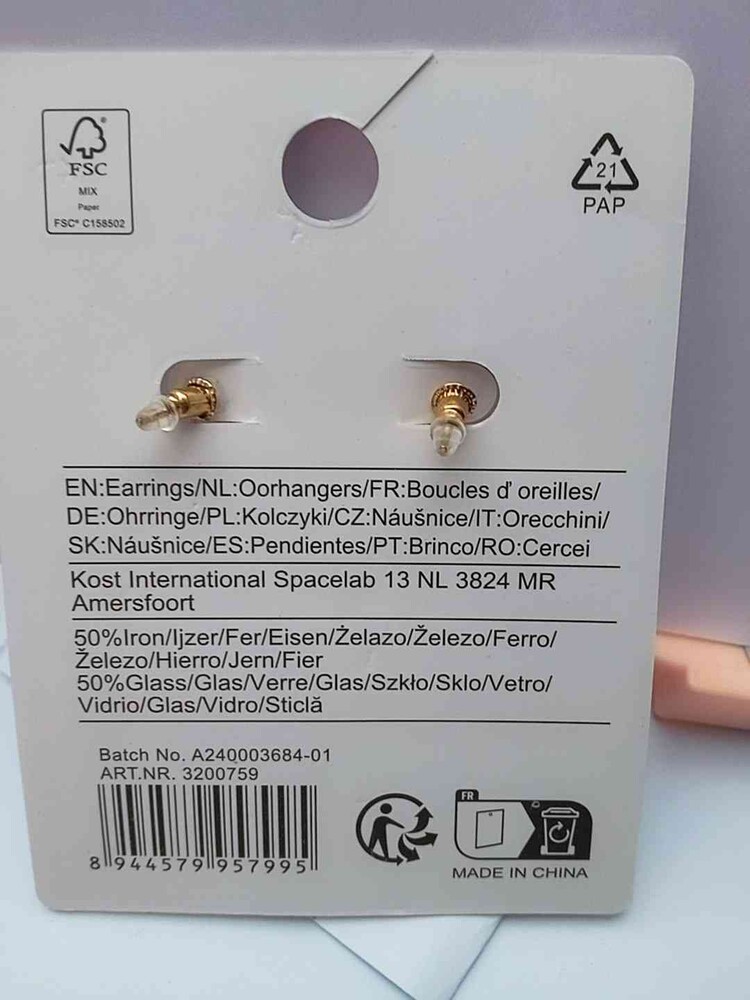 FSC
MIX
Paper
FSC® C158502
21
PAP
EN:Earrings/NL:Oorhangers/FR:Boucles d' oreilles/
DE:Ohrringe/PL:Kolczyki/CZ:Náušnice/IT:Orecchini/
SK:Náušnice/ES:Pendientes/PT:Brinco/RO:Cercei
Kost International Spacelab 13 NL 3824 MR
Amersfoort
50%Iron/Ijzer/Fer/Eisen/Żelazo/Železo/Ferro/
Železo/Hierro/Jern/Fier
50%Glass/Glas/Verre/Glas/Szkło/Sklo/Vetro/
Vidrio/Glas/Vidro/Sticlă
Batch No. A240003684-01
ART.NR. 3200759
8 944579 957995
FR
MADE IN CHINA